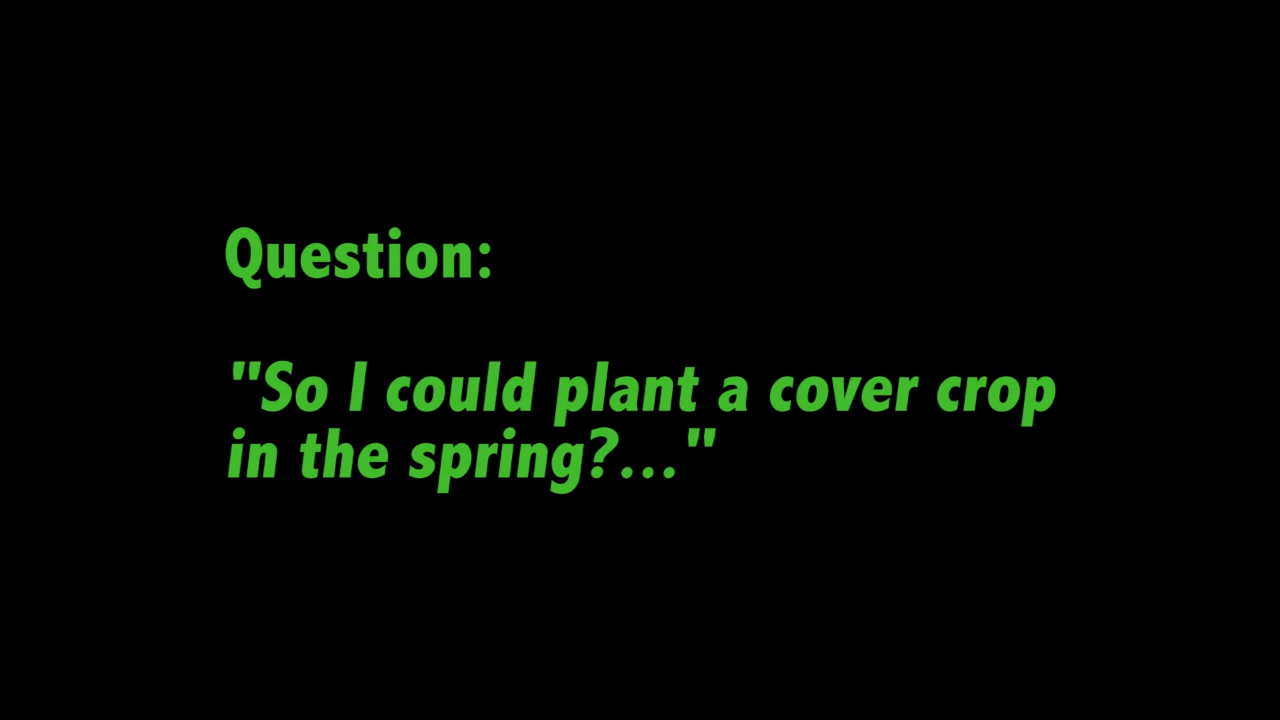 Question:
"So I could plant a cover crop
in the spring?..."